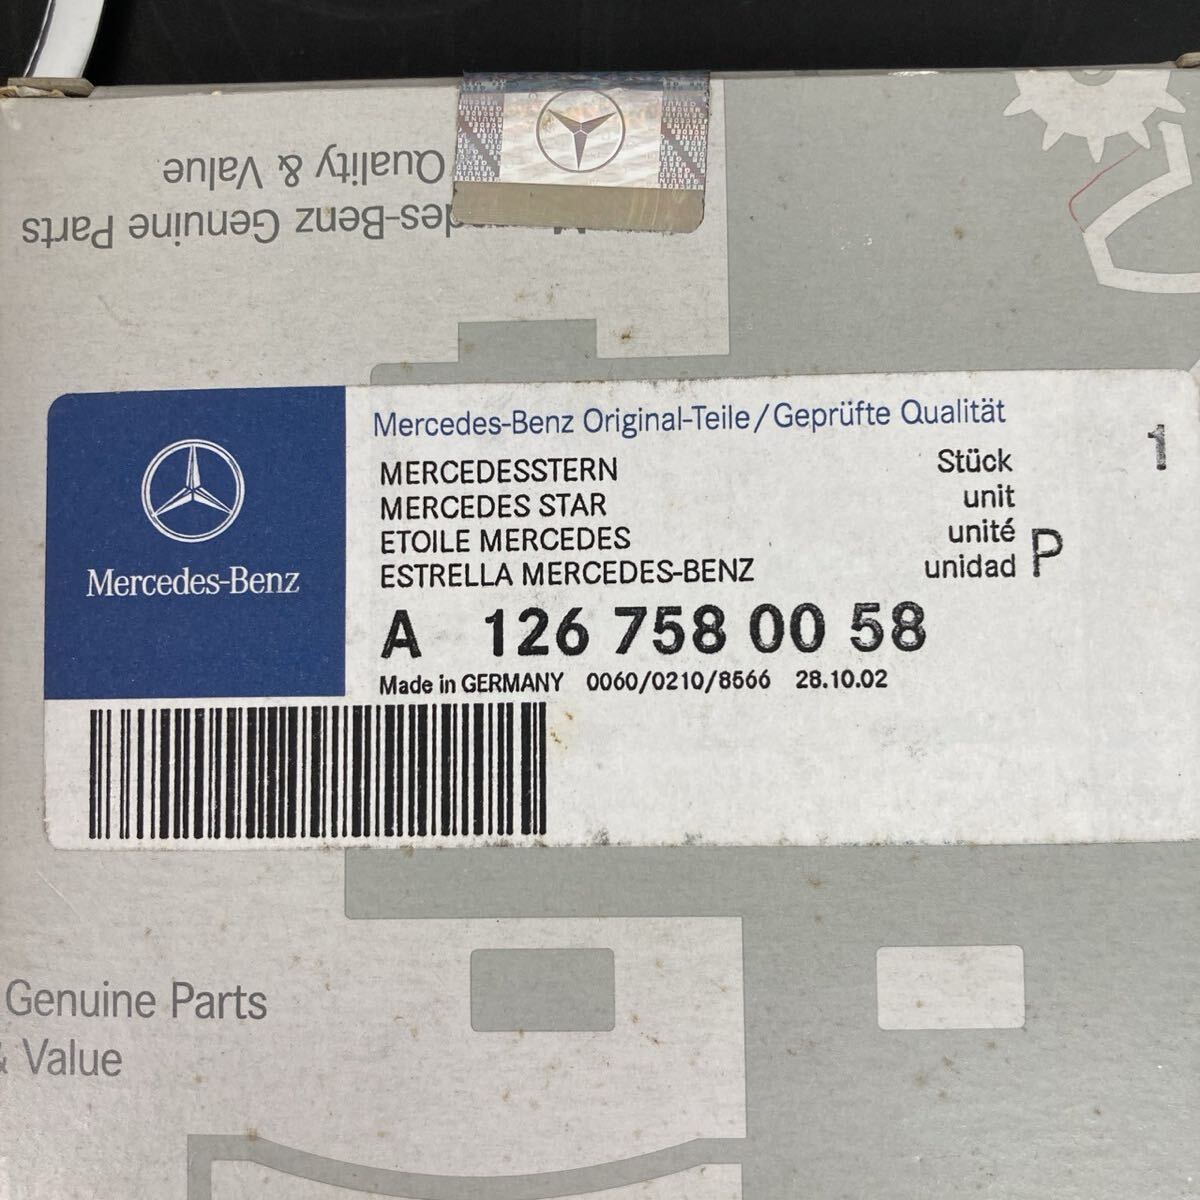 Quality & Value
des-Benz Genuine Parts
Mercedes-Benz Original-Teile/Geprüfte Qualität
1
MERCEDESSTERN Stück
MERCEDES STAR unit
ETOILE MERCEDES unité
ESTRELLA MERCEDES-BENZ unidad P
Mercedes-Benz
A 126 758 00 58
Made in GERMANY 0060/0210/8566 28.10.02
Genuine Parts
& Value